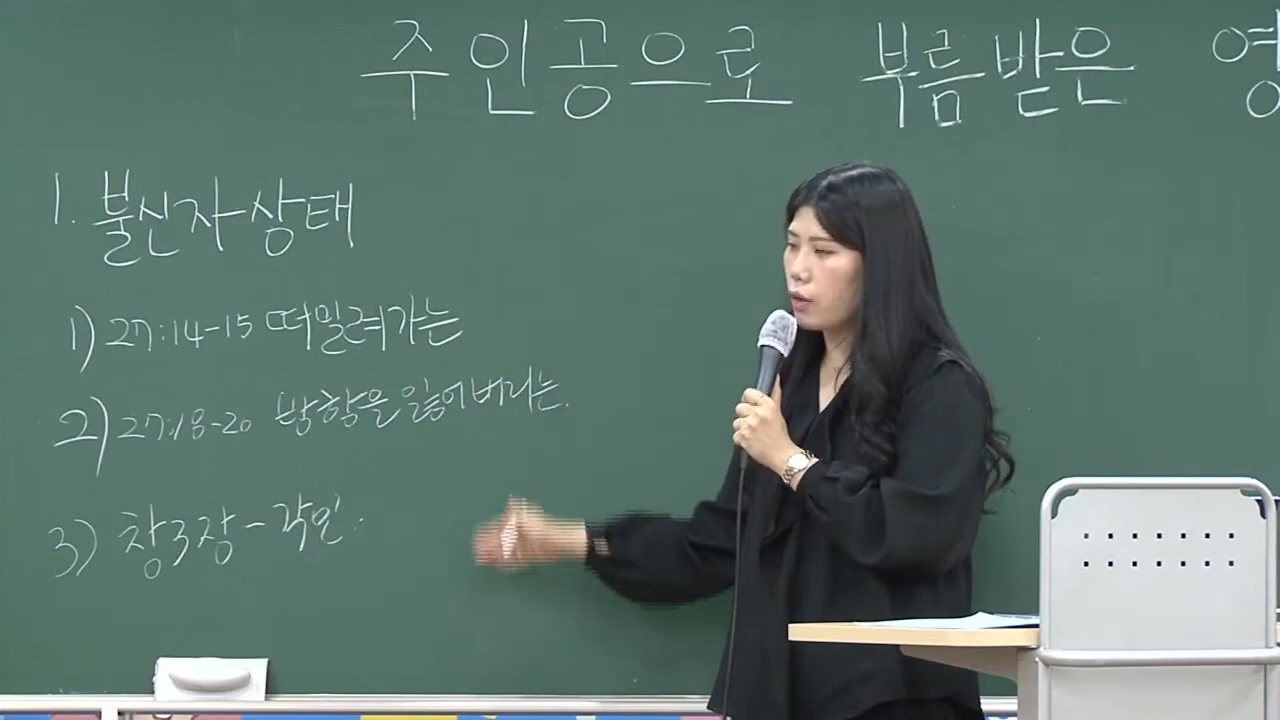 주인공으로 부름받은 영
1. 불신자상태
1) 27:14-15 떠밀려가는
2) 27:18-20 방향을 잃어버리는.
3) 창3장-각인.